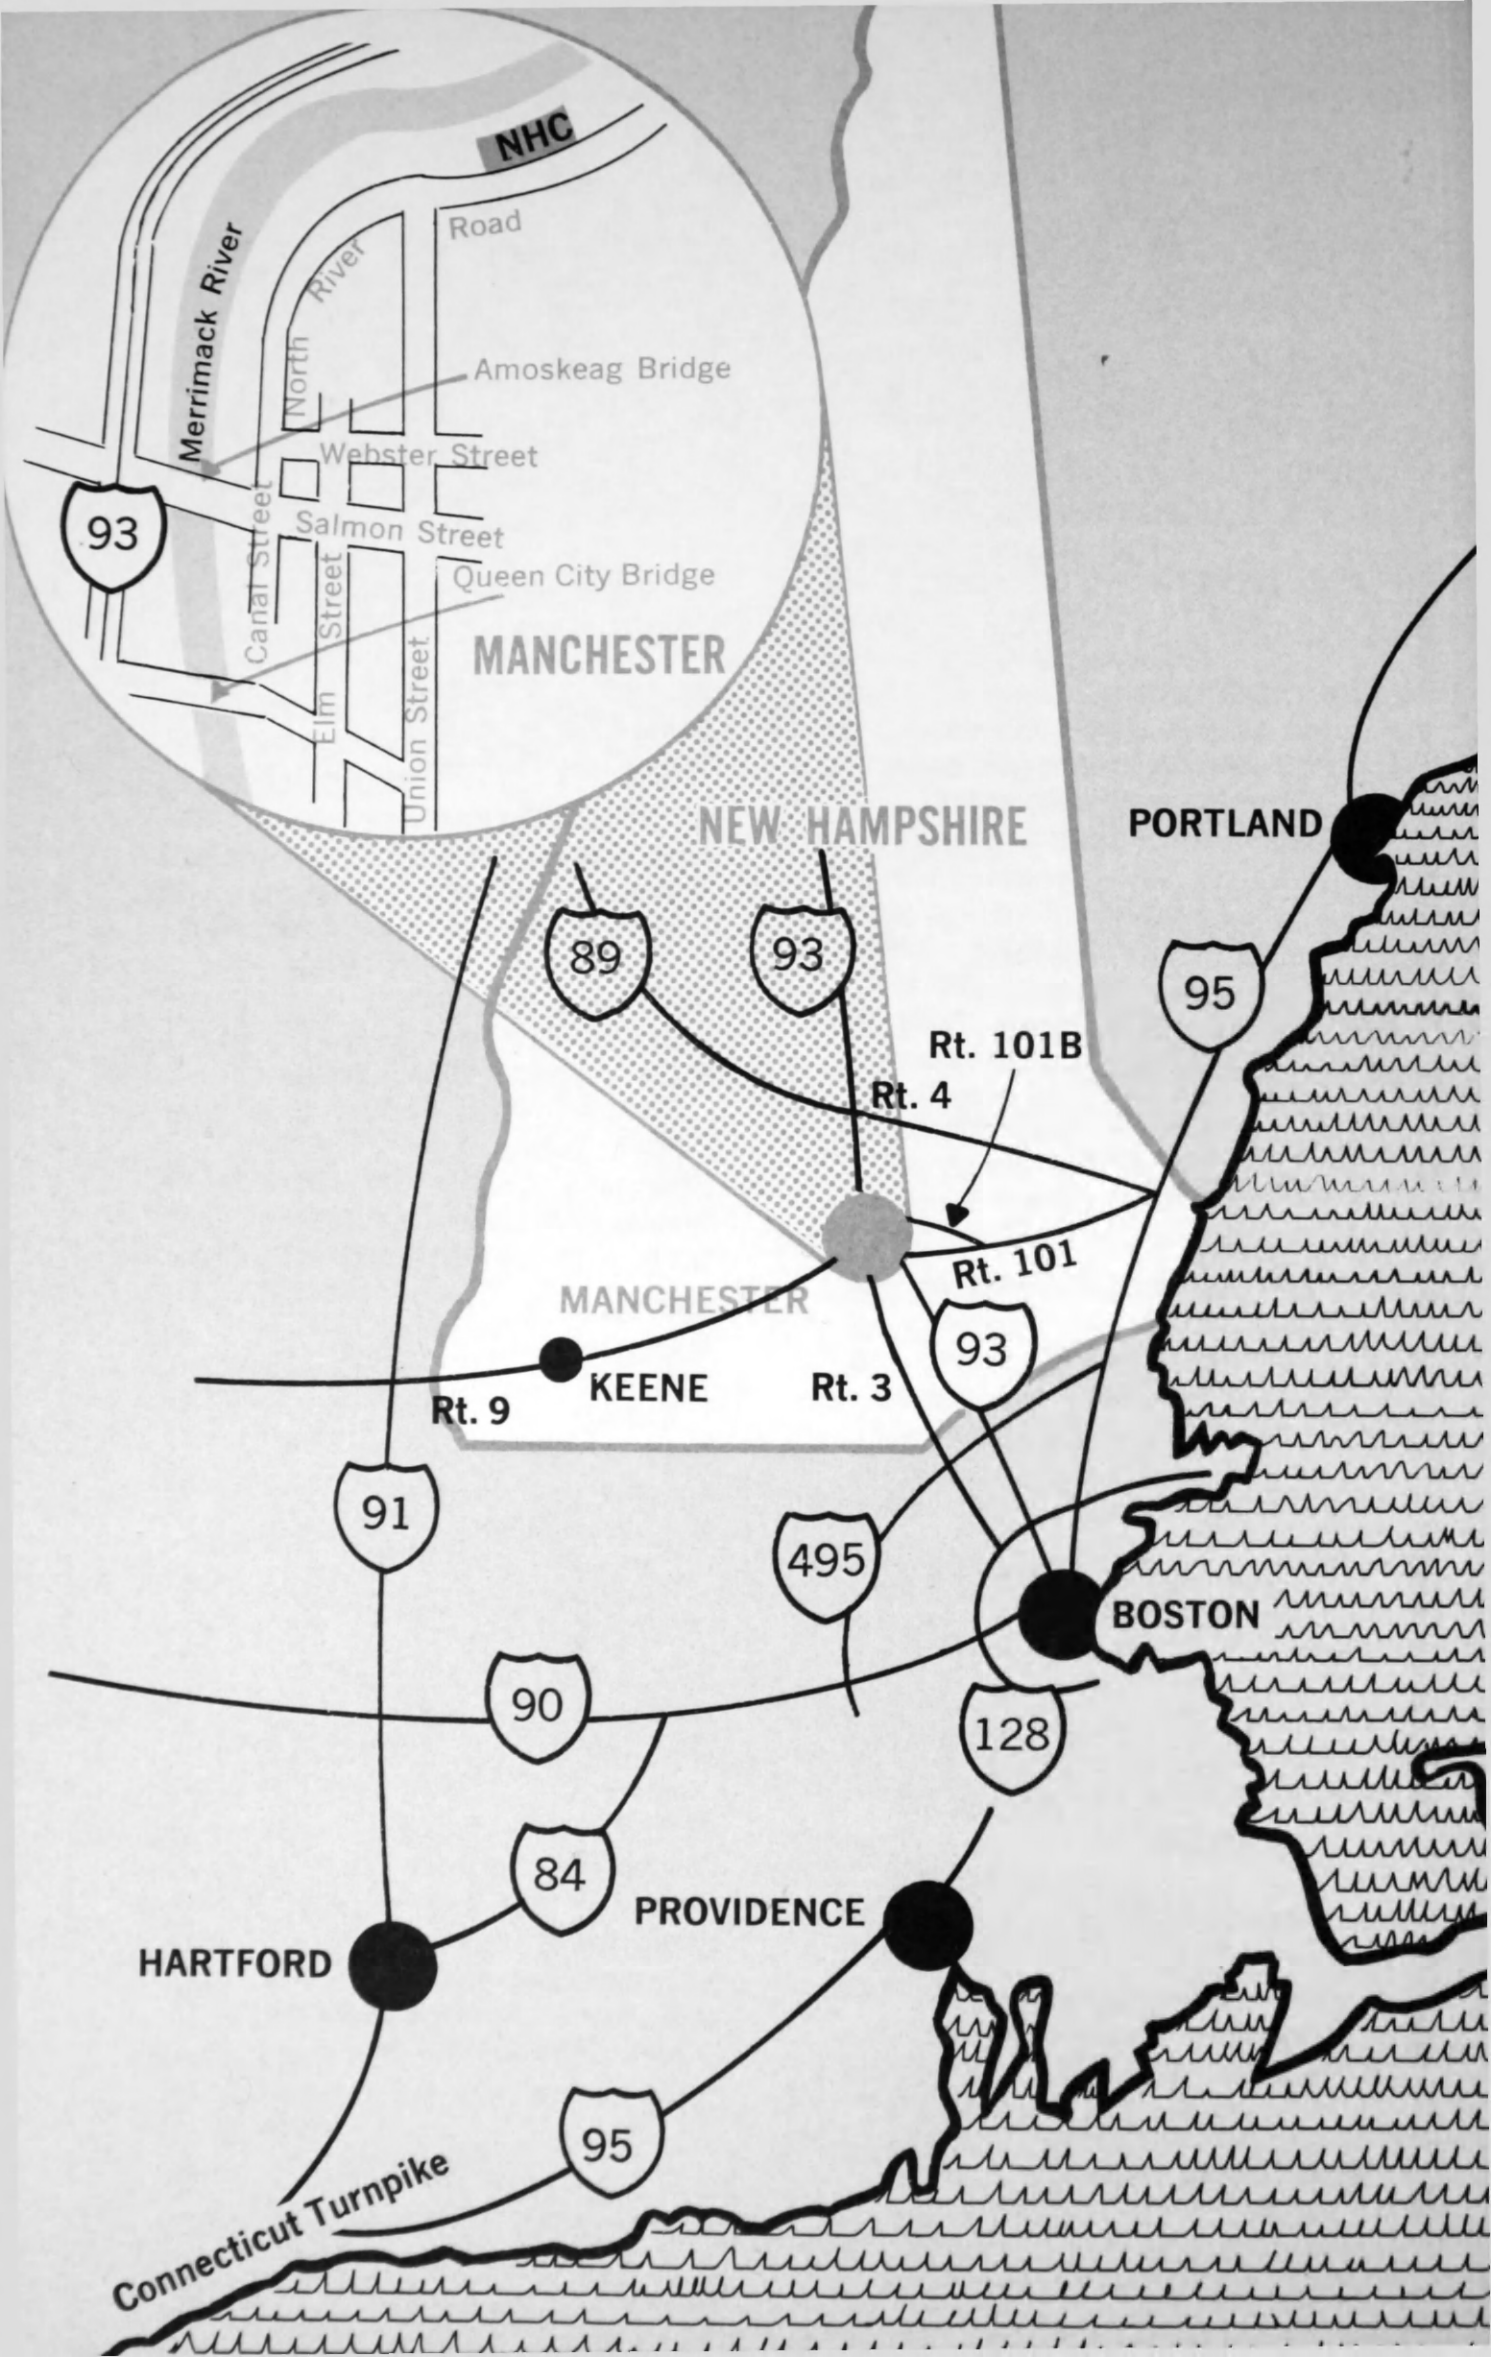 NHC
Road
River
North
Merrimack River
Amoskeag Bridge
Webster Street
93
Salmon Street
Canal Street
Queen City Bridge
Elm Street
Union Street
MANCHESTER
NEW HAMPSHIRE
PORTLAND
89
93
95
Rt. 101B
Rt. 4
Rt. 101
MANCHESTER
93
KEENE
Rt. 3
Rt. 9
91
495
BOSTON
90
128
84
PROVIDENCE
HARTFORD
95
Connecticut Turnpike